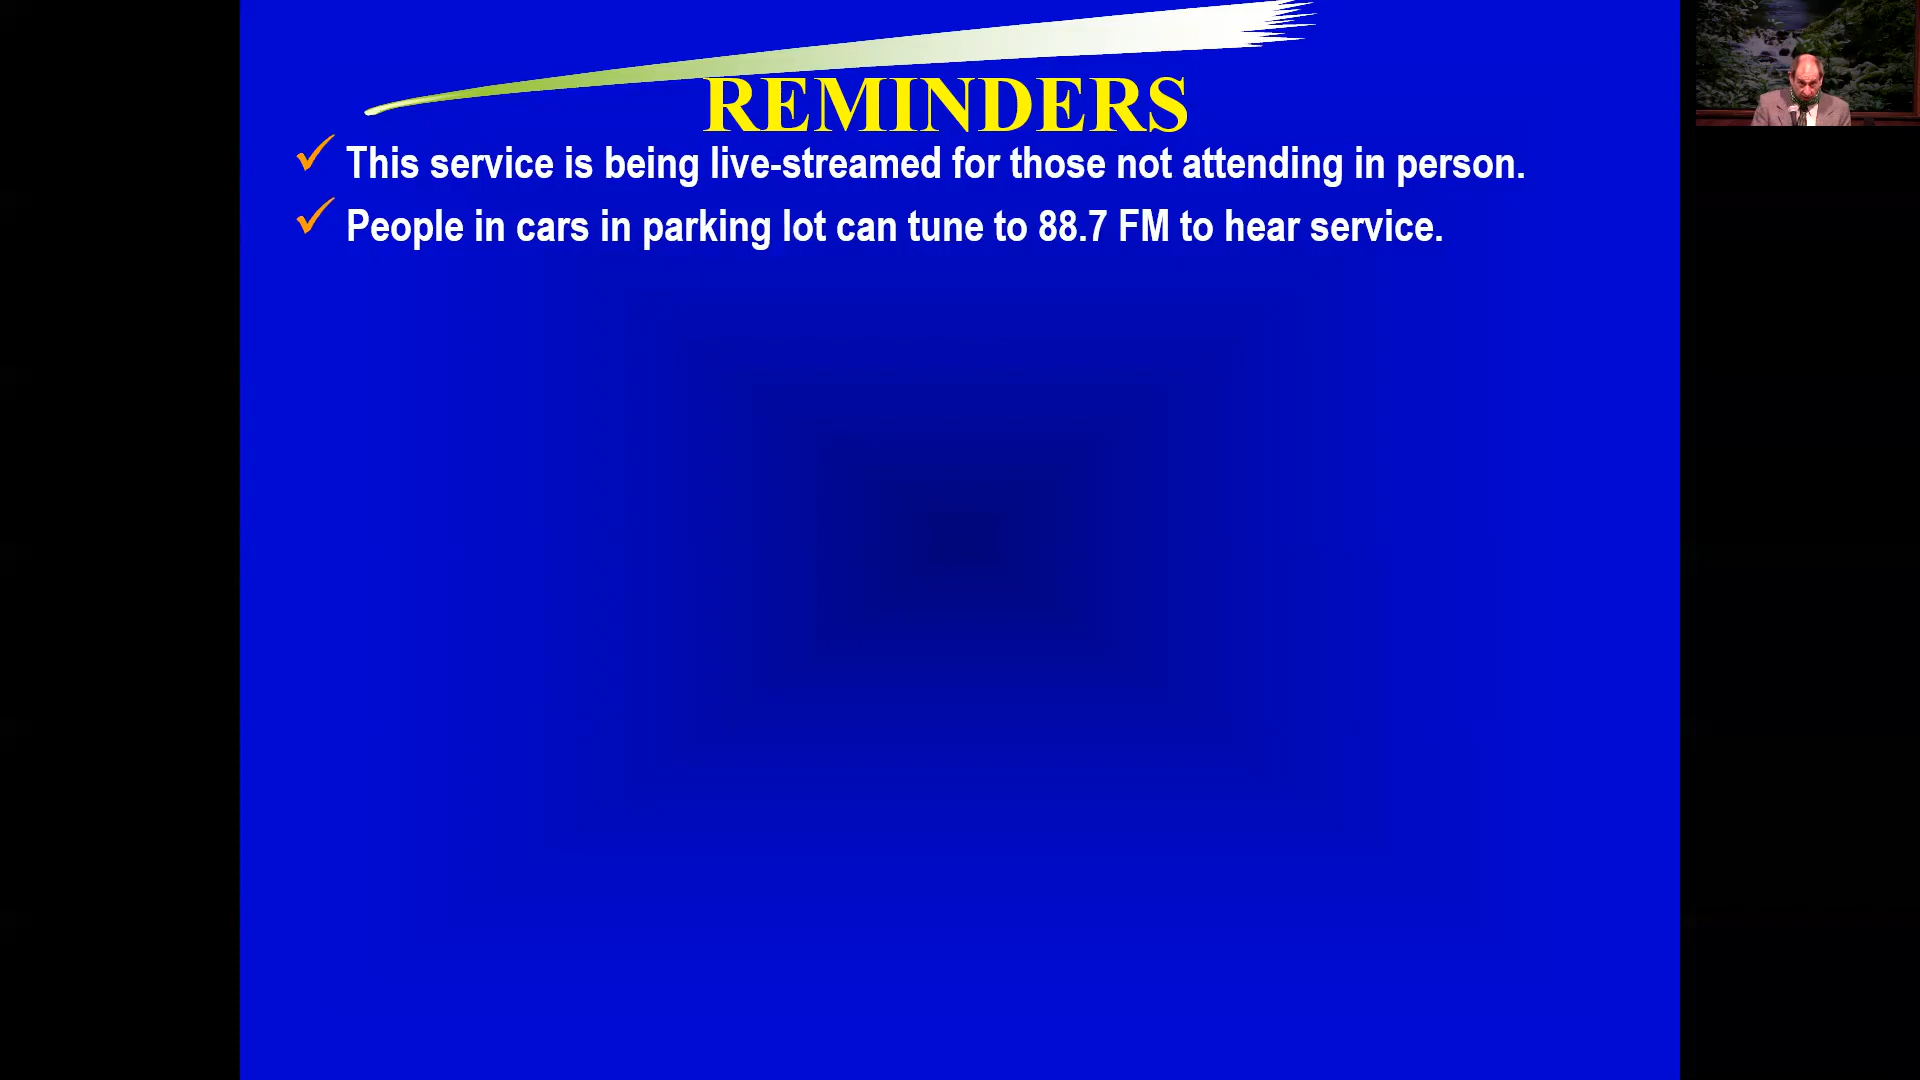 REMINDERS
This service is being live-streamed for those not attending in person.
People in cars in parking lot can tune to 88.7 FM to hear service.